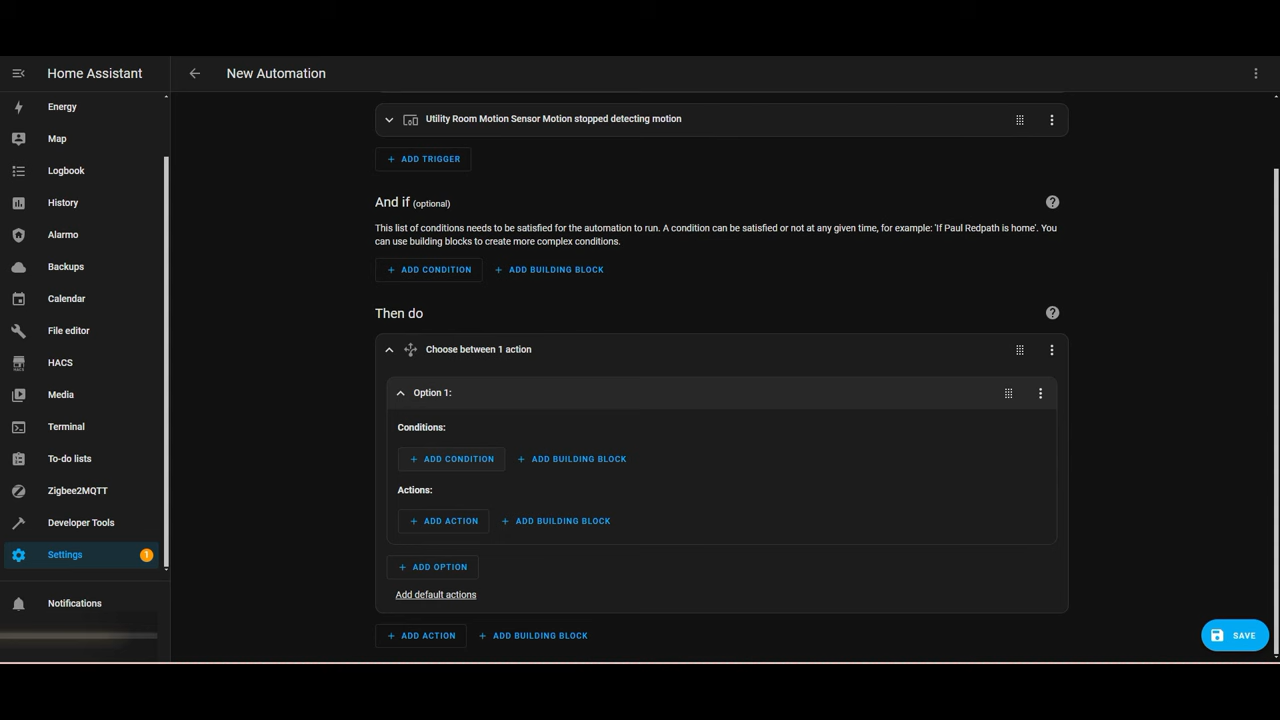 Home Assistant
New Automation
Energy
Map
Logbook
History
Alarmo
Backups
Calendar
File editor
HACS
HACS
Media
Terminal
To-do lists
Zigbee2MQTT
Developer Tools
Settings
1
Notifications
Utility Room Motion Sensor Motion stopped detecting motion
ADD TRIGGER
And if (optional)
This list of conditions needs to be satisfied for the automation to run. A condition can be satisfied or not at any given time, for example: 'If Paul Redpath is home'. You
can use building blocks to create more complex conditions.
ADD CONDITION ADD BUILDING BLOCK
Then do
Choose between 1 action
Option 1:
Conditions:
ADD CONDITION ADD BUILDING BLOCK
Actions:
ADD ACTION ADD BUILDING BLOCK
ADD OPTION
Add default actions
ADD ACTION ADD BUILDING BLOCK
SAVE